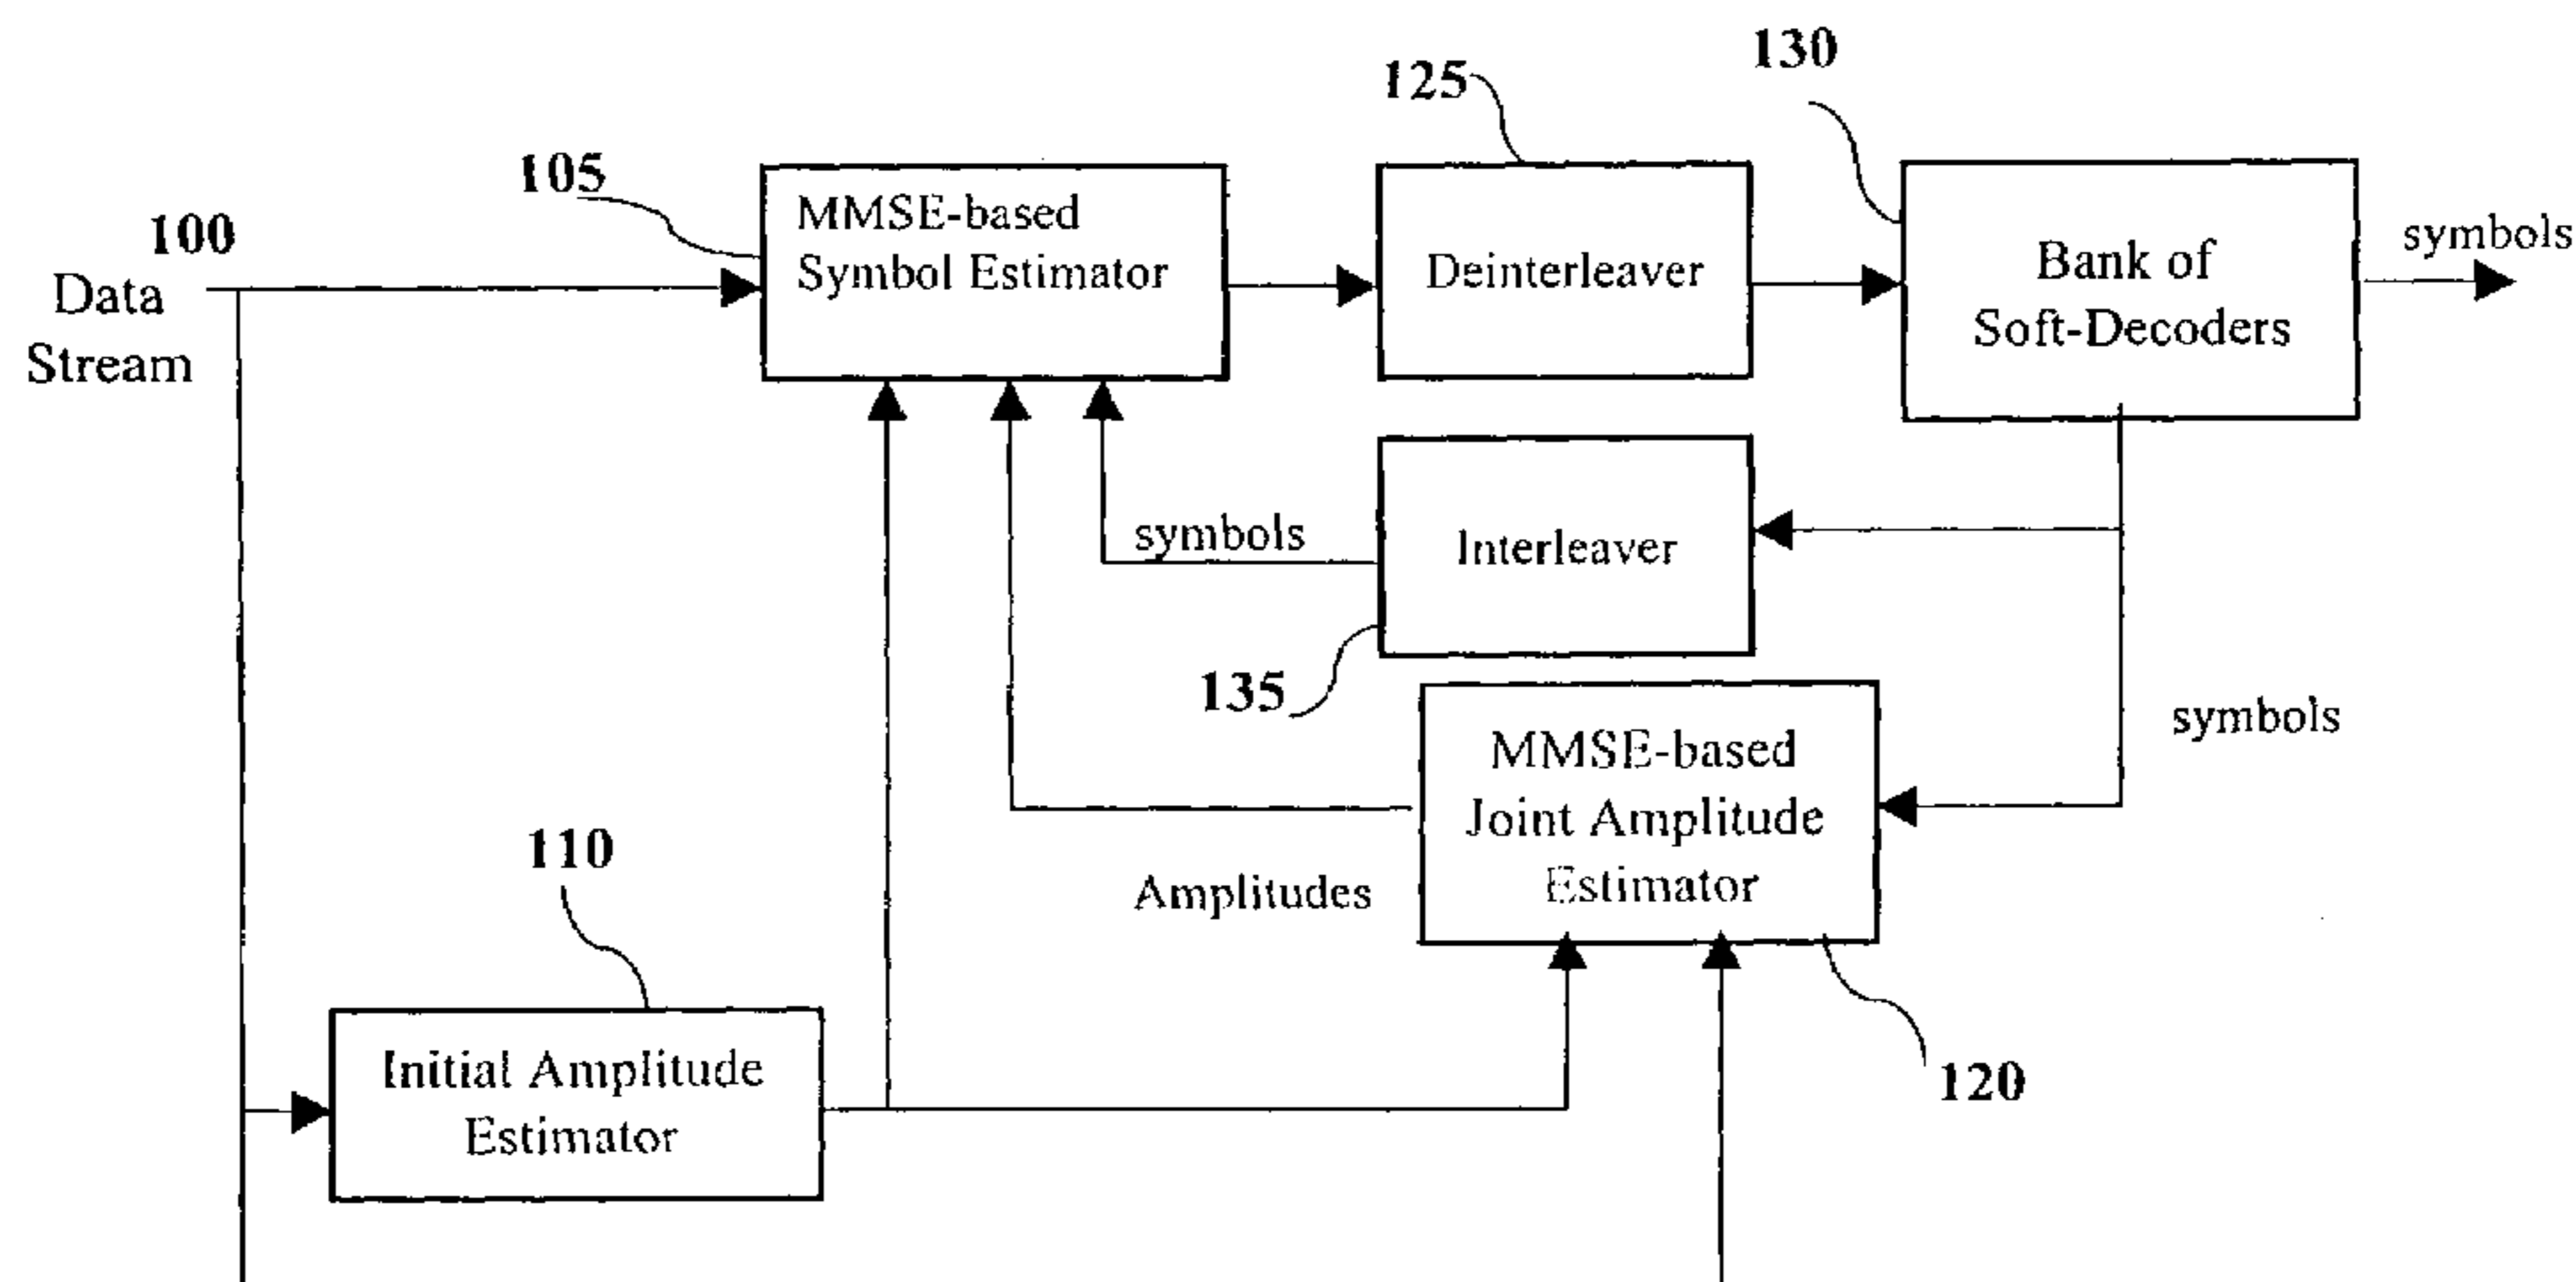 130
125
105
100
Data
Stream
MMSE-based
Symbol Estimator
Deinterleaver
Bank of
Soft-Decoders
symbols
symbols
Interleaver
135
symbols
MMSE-based
Joint Amplitude
Estimator
Amplitudes
110
Initial Amplitude
Estimator
120